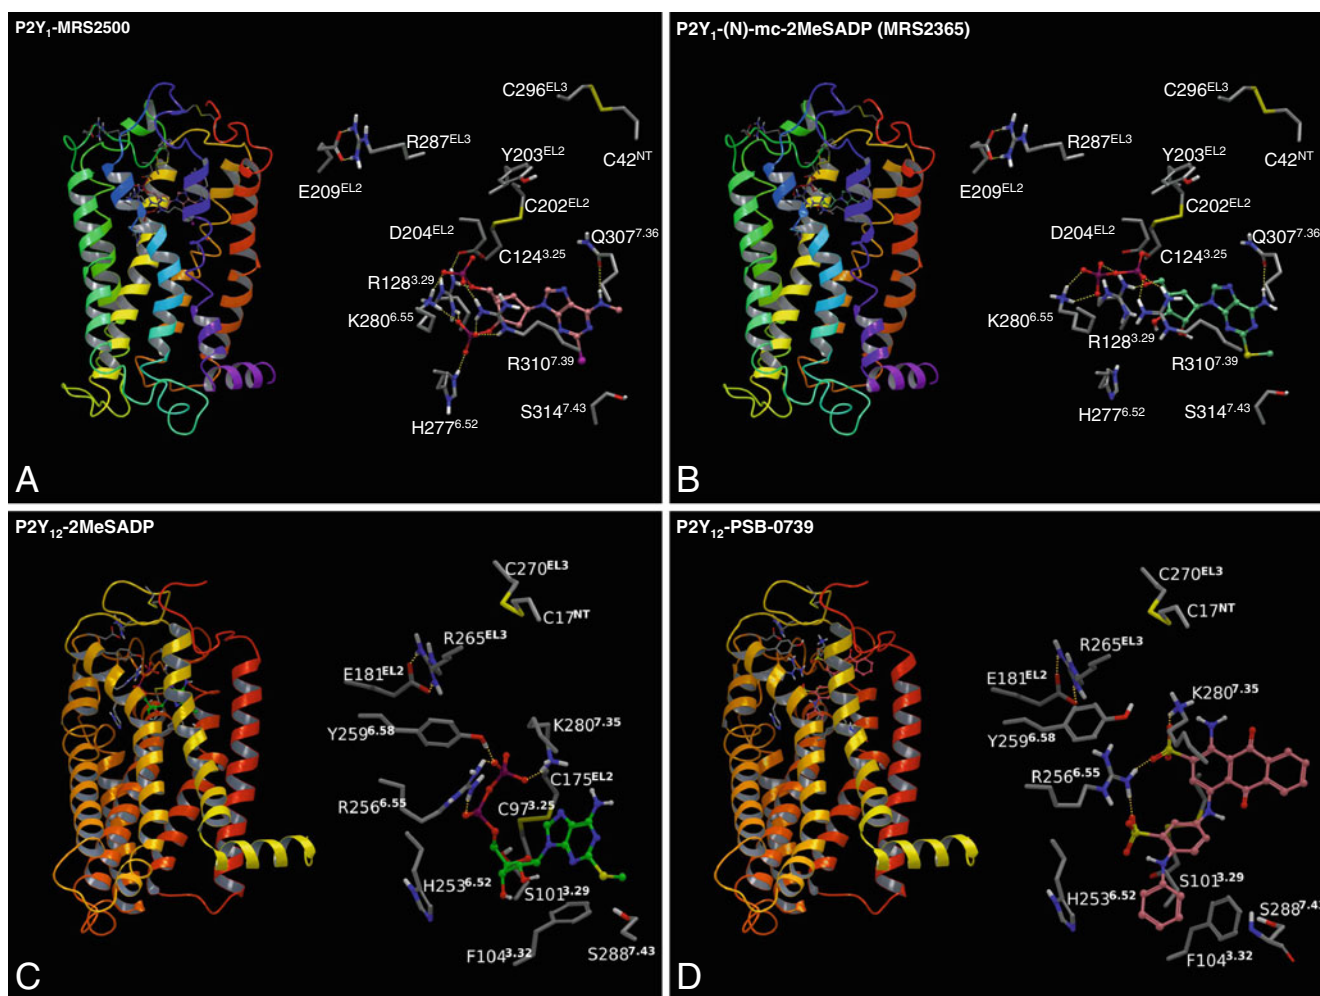 P2Y₁-MRS2500
C296ᴱᴸ³
R287ᴱᴸ³
Y203ᴱᴸ²
C42ᴺᵀ
E209ᴱᴸ²
C202ᴱᴸ²
D204ᴱᴸ²
Q307⁷·³⁶
C124³·²⁵
R128³·²⁹
K280⁶·⁵⁵
R310⁷·³⁹
S314⁷·⁴³
H277⁶·⁵²
A
P2Y₁-(N)-mc-2MeSADP (MRS2365)
C296ᴱᴸ³
R287ᴱᴸ³
Y203ᴱᴸ²
C42ᴺᵀ
E209ᴱᴸ²
C202ᴱᴸ²
D204ᴱᴸ²
Q307⁷·³⁶
C124³·²⁵
K280⁶·⁵⁵
R128³·²⁹
R310⁷·³⁹
H277⁶·⁵²
S314⁷·⁴³
B
P2Y₁₂-2MeSADP
C270ᴱᴸ³
C17ᴺᵀ
R265ᴱᴸ³
E181ᴱᴸ²
Y259⁶·⁵⁸
K280⁷·³⁵
C175ᴱᴸ²
R256⁶·⁵⁵
C97³·²⁵
H253⁶·⁵²
S101³·²⁹
F104³·³²
S288⁷·⁴³
C
P2Y₁₂-PSB-0739
C270ᴱᴸ³
C17ᴺᵀ
R265ᴱᴸ³
E181ᴱᴸ²
K280⁷·³⁵
Y259⁶·⁵⁸
R256⁶·⁵⁵
S101³·²⁹
H253⁶·⁵²
S288⁷·⁴³
F104³·³²
D